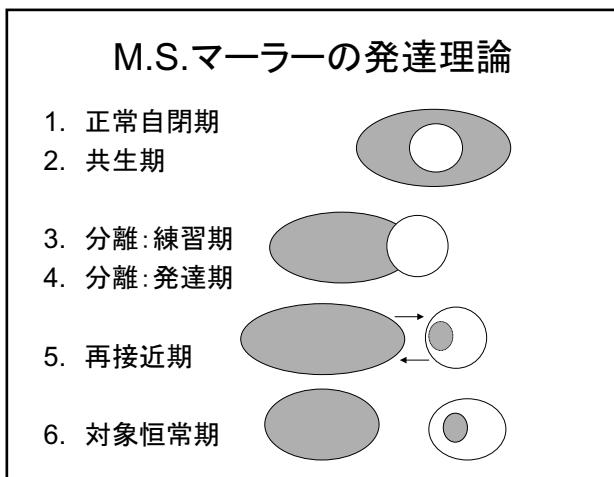 M.S.マーラーの発達理論
1. 正常自閉期
2. 共生期
3. 分離：練習期
4. 分離：発達期
5. 再接近期
6. 対象恒常期